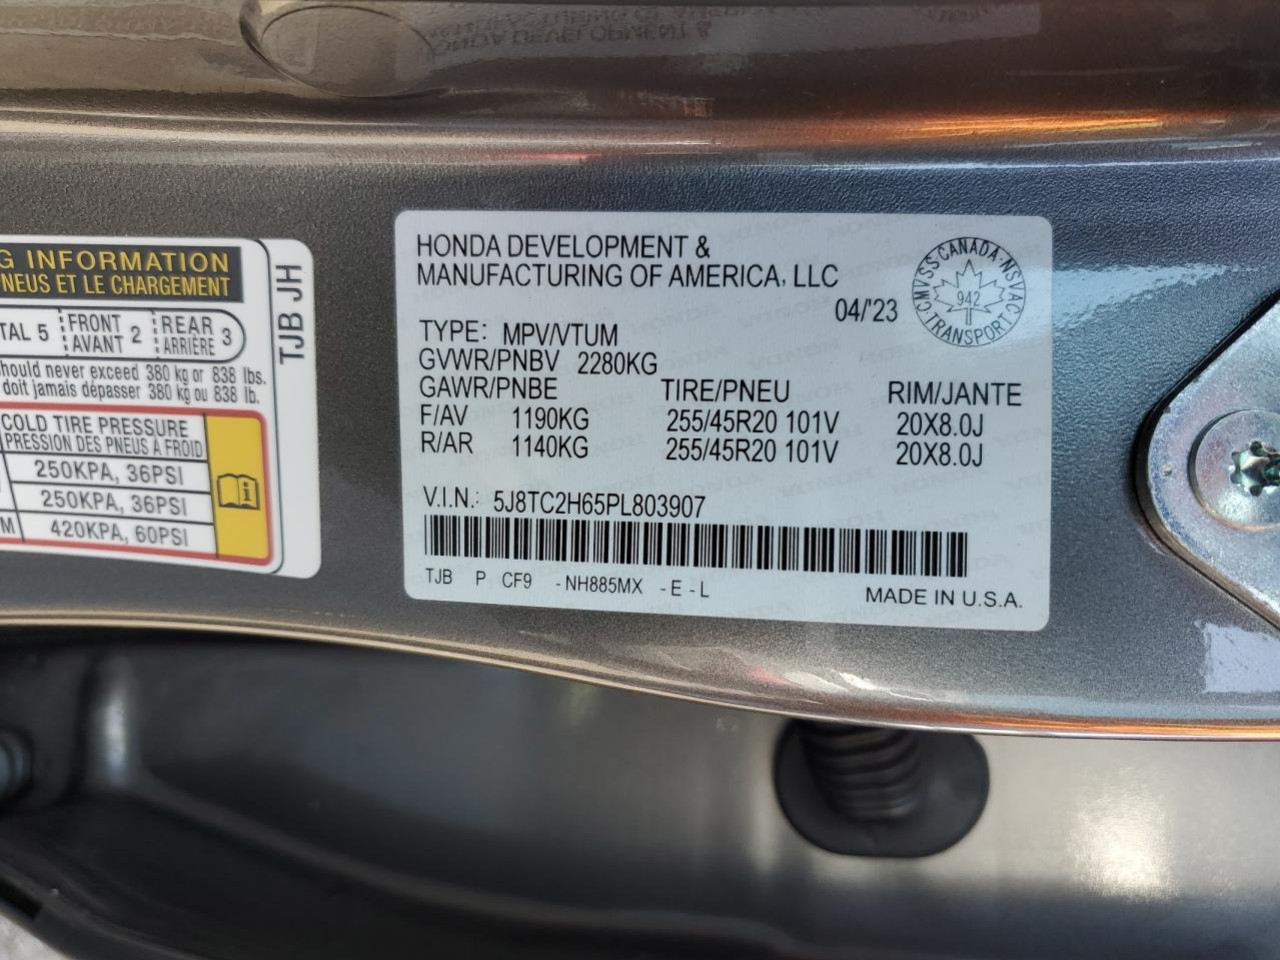 G INFORMATION
PNEUS ET LE CHARGEMENT
TAL 5 FRONT AVANT 2 REAR ARRIÈRE 3
should never exceed 380 kg or 838 lbs.
doit jamais dépasser 380 kg ou 838 lb.
COLD TIRE PRESSURE
PRESSION DES PNEUS À FROID
250KPA, 36PSI
250KPA, 36PSI
M 420KPA, 60PSI
TJB JH
HONDA DEVELOPMENT &
MANUFACTURING OF AMERICA, LLC
04/'23
CMVSS·CANADA·NSVAC
TRANSPORT
942
TYPE: MPV/VTUM
GVWR/PNBV 2280KG
GAWR/PNBE TIRE/PNEU RIM/JANTE
F/AV 1190KG 255/45R20 101V 20X8.0J
R/AR 1140KG 255/45R20 101V 20X8.0J
V.I.N.: 5J8TC2H65PL803907
TJB P CF9 -NH885MX -E-L MADE IN U.S.A.